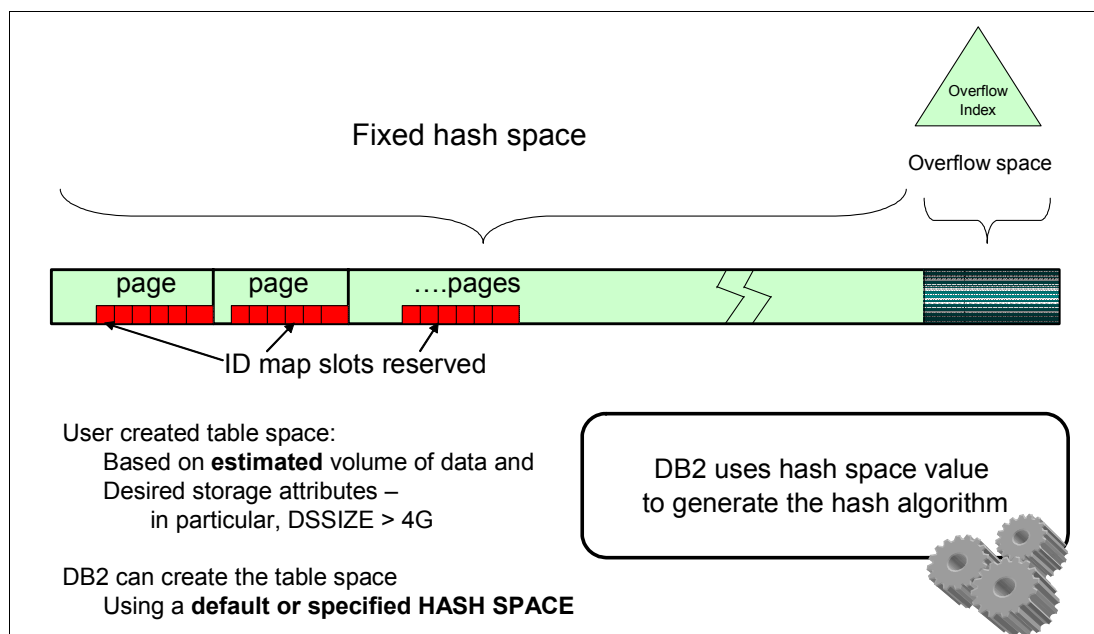 Overflow
Index
Fixed hash space
Overflow space
page
page
....pages
ID map slots reserved
User created table space:
Based on estimated volume of data and
Desired storage attributes –
in particular, DSSIZE > 4G
DB2 can create the table space
Using a default or specified HASH SPACE
DB2 uses hash space value
to generate the hash algorithm